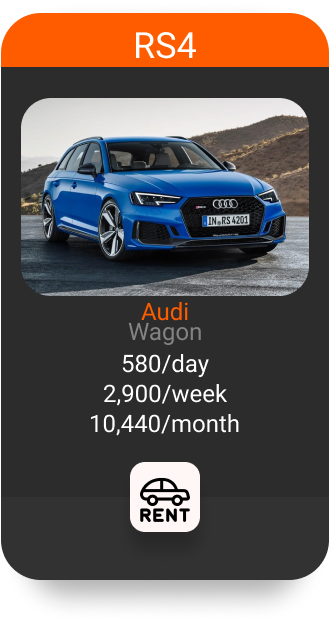 RS4
IN RS 4201
Audi
Wagon
580/day
2,900/week
10,440/month
RENT